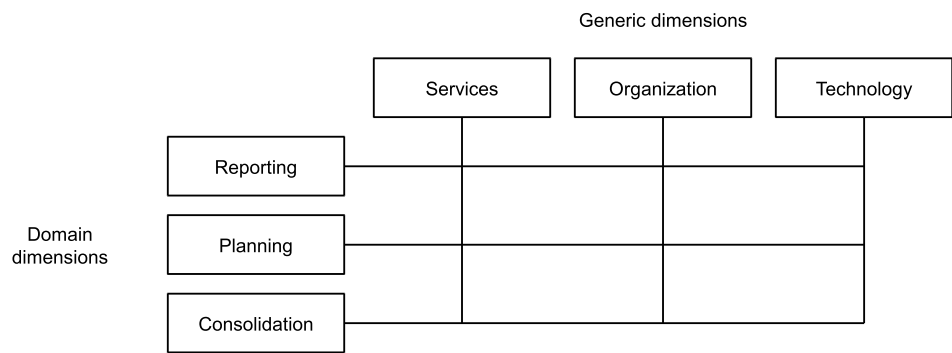 Generic dimensions
Services
Organization
Technology
Reporting
Domain
dimensions
Planning
Consolidation